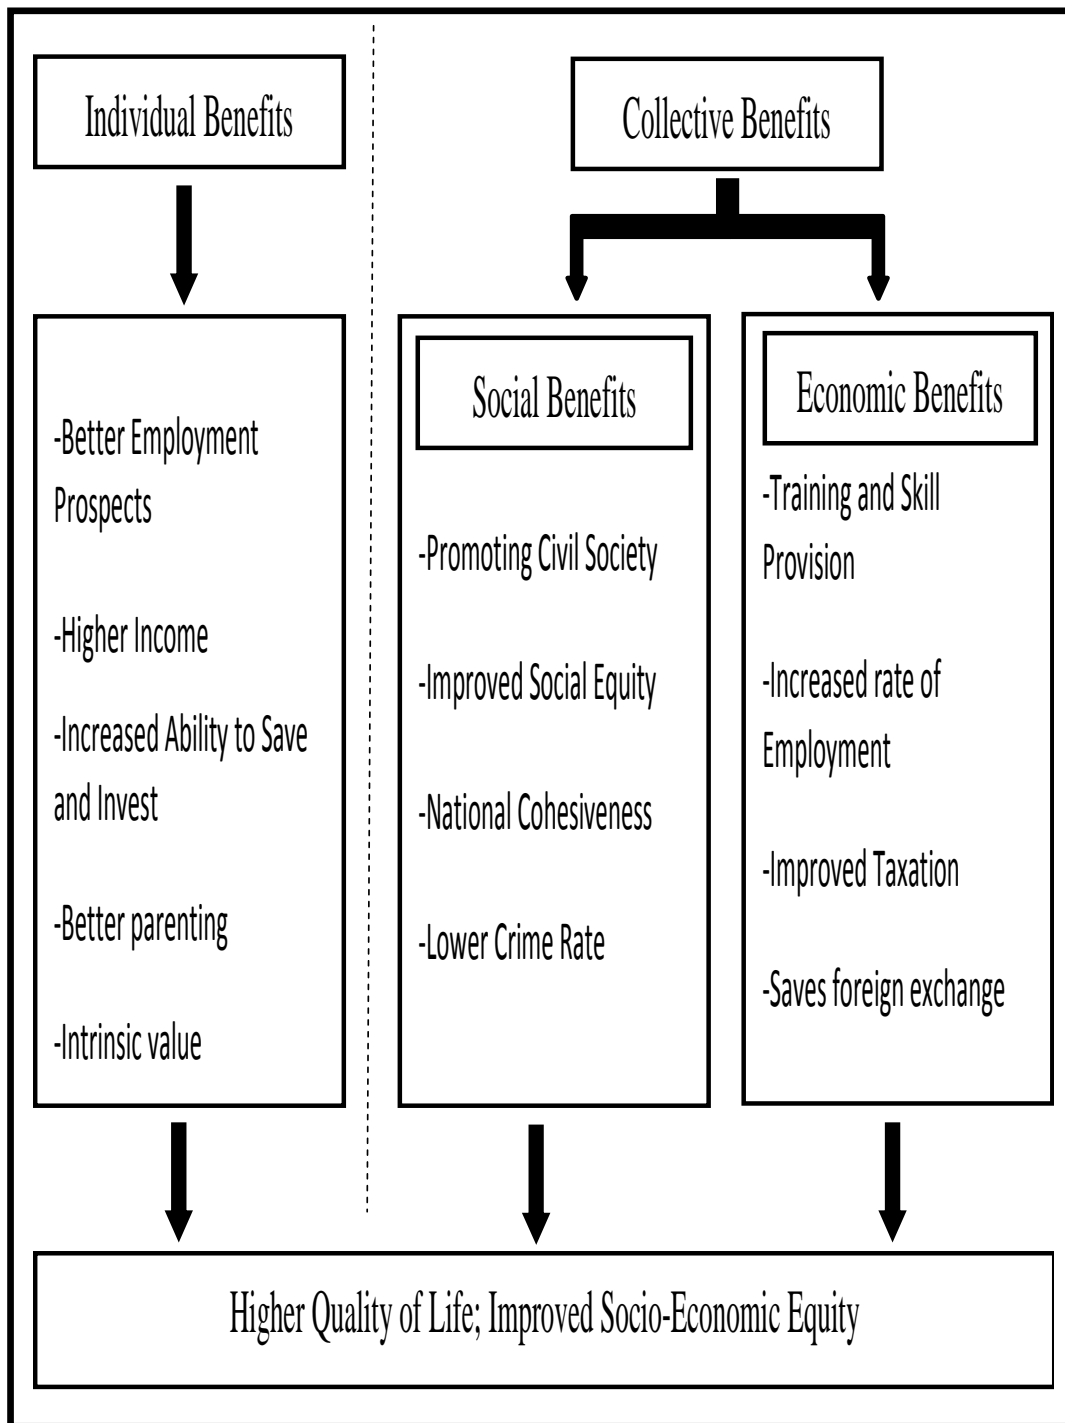 Individual Benefits
Collective Benefits
-Better Employment
Prospects
-Higher Income
-Increased Ability to Save
and Invest
-Better parenting
-Intrinsic value
Social Benefits
-Promoting Civil Society
-Improved Social Equity
-National Cohesiveness
-Lower Crime Rate
Economic Benefits
-Training and Skill
Provision
-Increased rate of
Employment
-Improved Taxation
-Saves foreign exchange
Higher Quality of Life; Improved Socio-Economic Equity